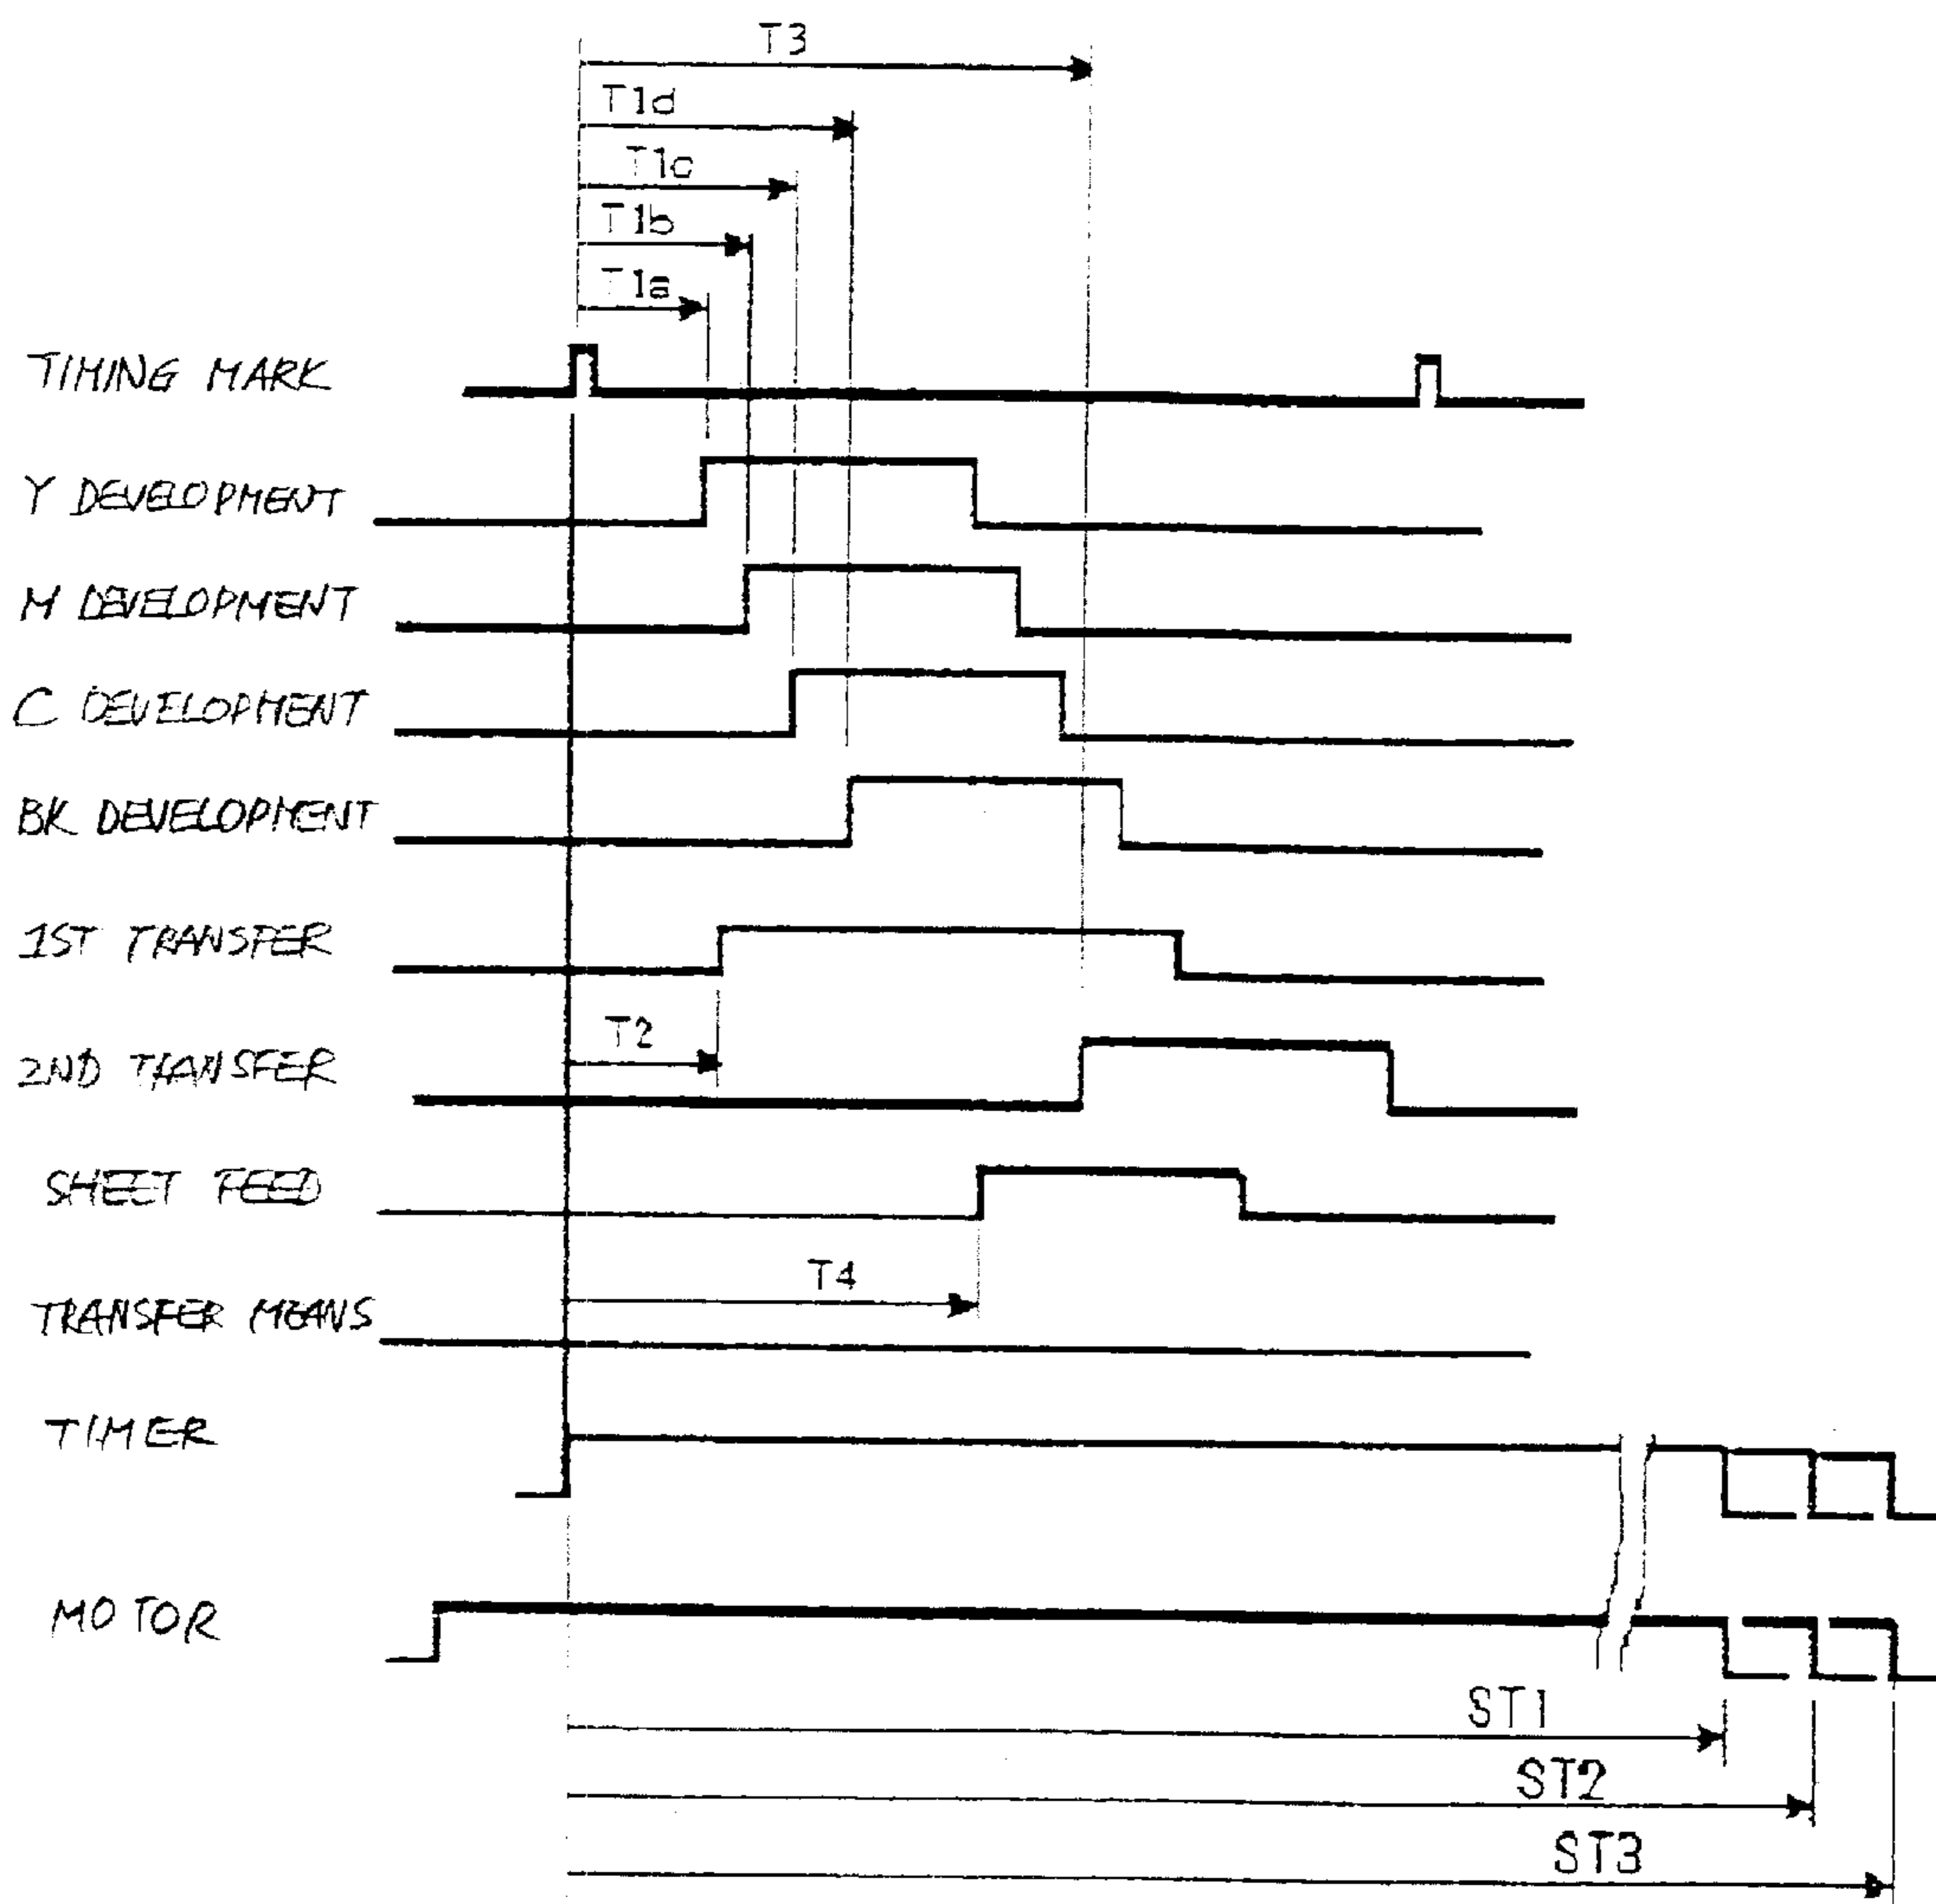 T3
T1d
T1c
T1b
T1a
TIMING MARK
Y DEVELOPMENT
M DEVELOPMENT
C DEVELOPMENT
BK DEVELOPMENT
1ST TRANSFER
T2
2ND TRANSFER
SHEET FEED
T4
TRANSFER MEANS
TIMER
MOTOR
ST1
ST2
ST3